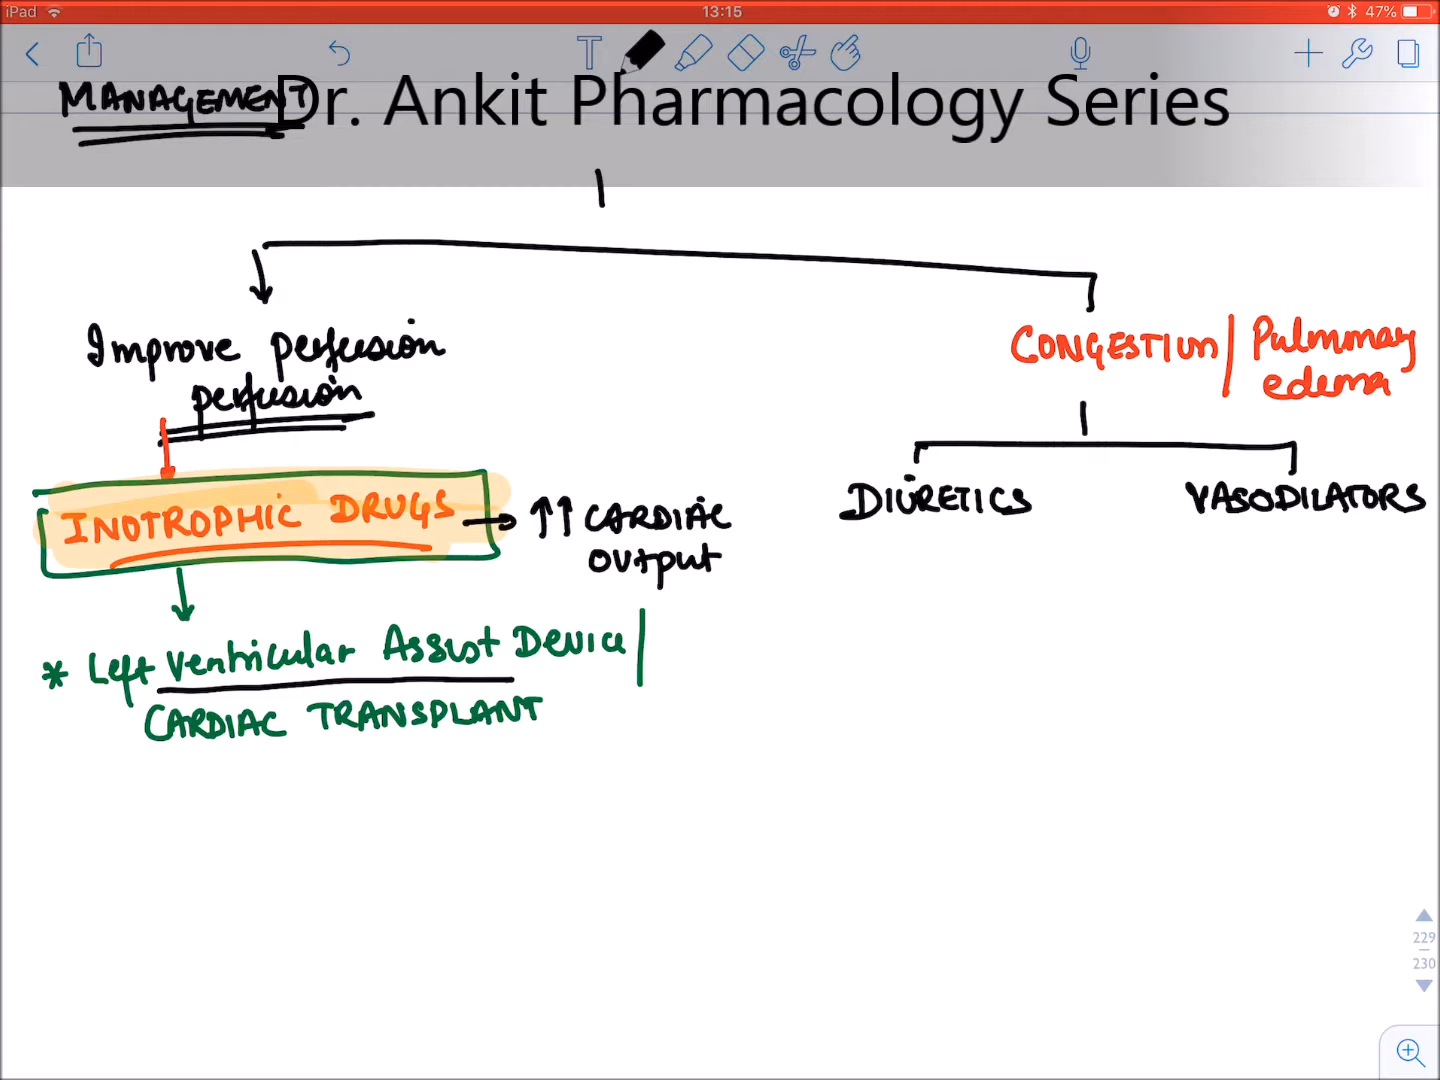 iPad 13:15 47%
MANAGEMENT Dr. Ankit Pharmacology Series
Improve perfusion
perfusion
CONGESTION / Pulmonary
edema
INOTROPHIC DRUGS → ↑↑ CARDIAC
output
DIURETICS VASODILATORS
* Left Ventricular Assist Device /
CARDIAC TRANSPLANT
229
230